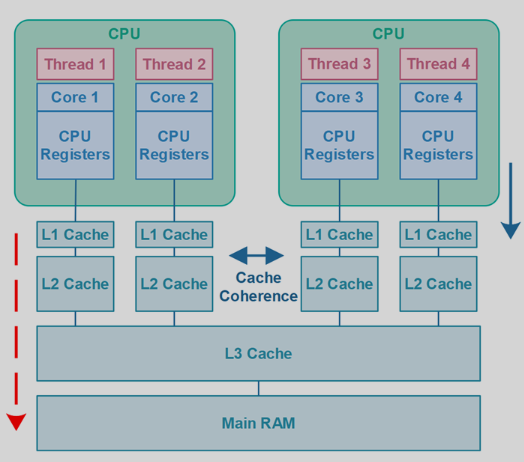 CPU
CPU
Thread 1
Thread 2
Thread 3
Thread 4
Core 1
Core 2
Core 3
Core 4
CPU
Registers
CPU
Registers
CPU
Registers
CPU
Registers
L1 Cache
L1 Cache
L1 Cache
L1 Cache
L2 Cache
L2 Cache
Cache
Coherence
L2 Cache
L2 Cache
L3 Cache
Main RAM